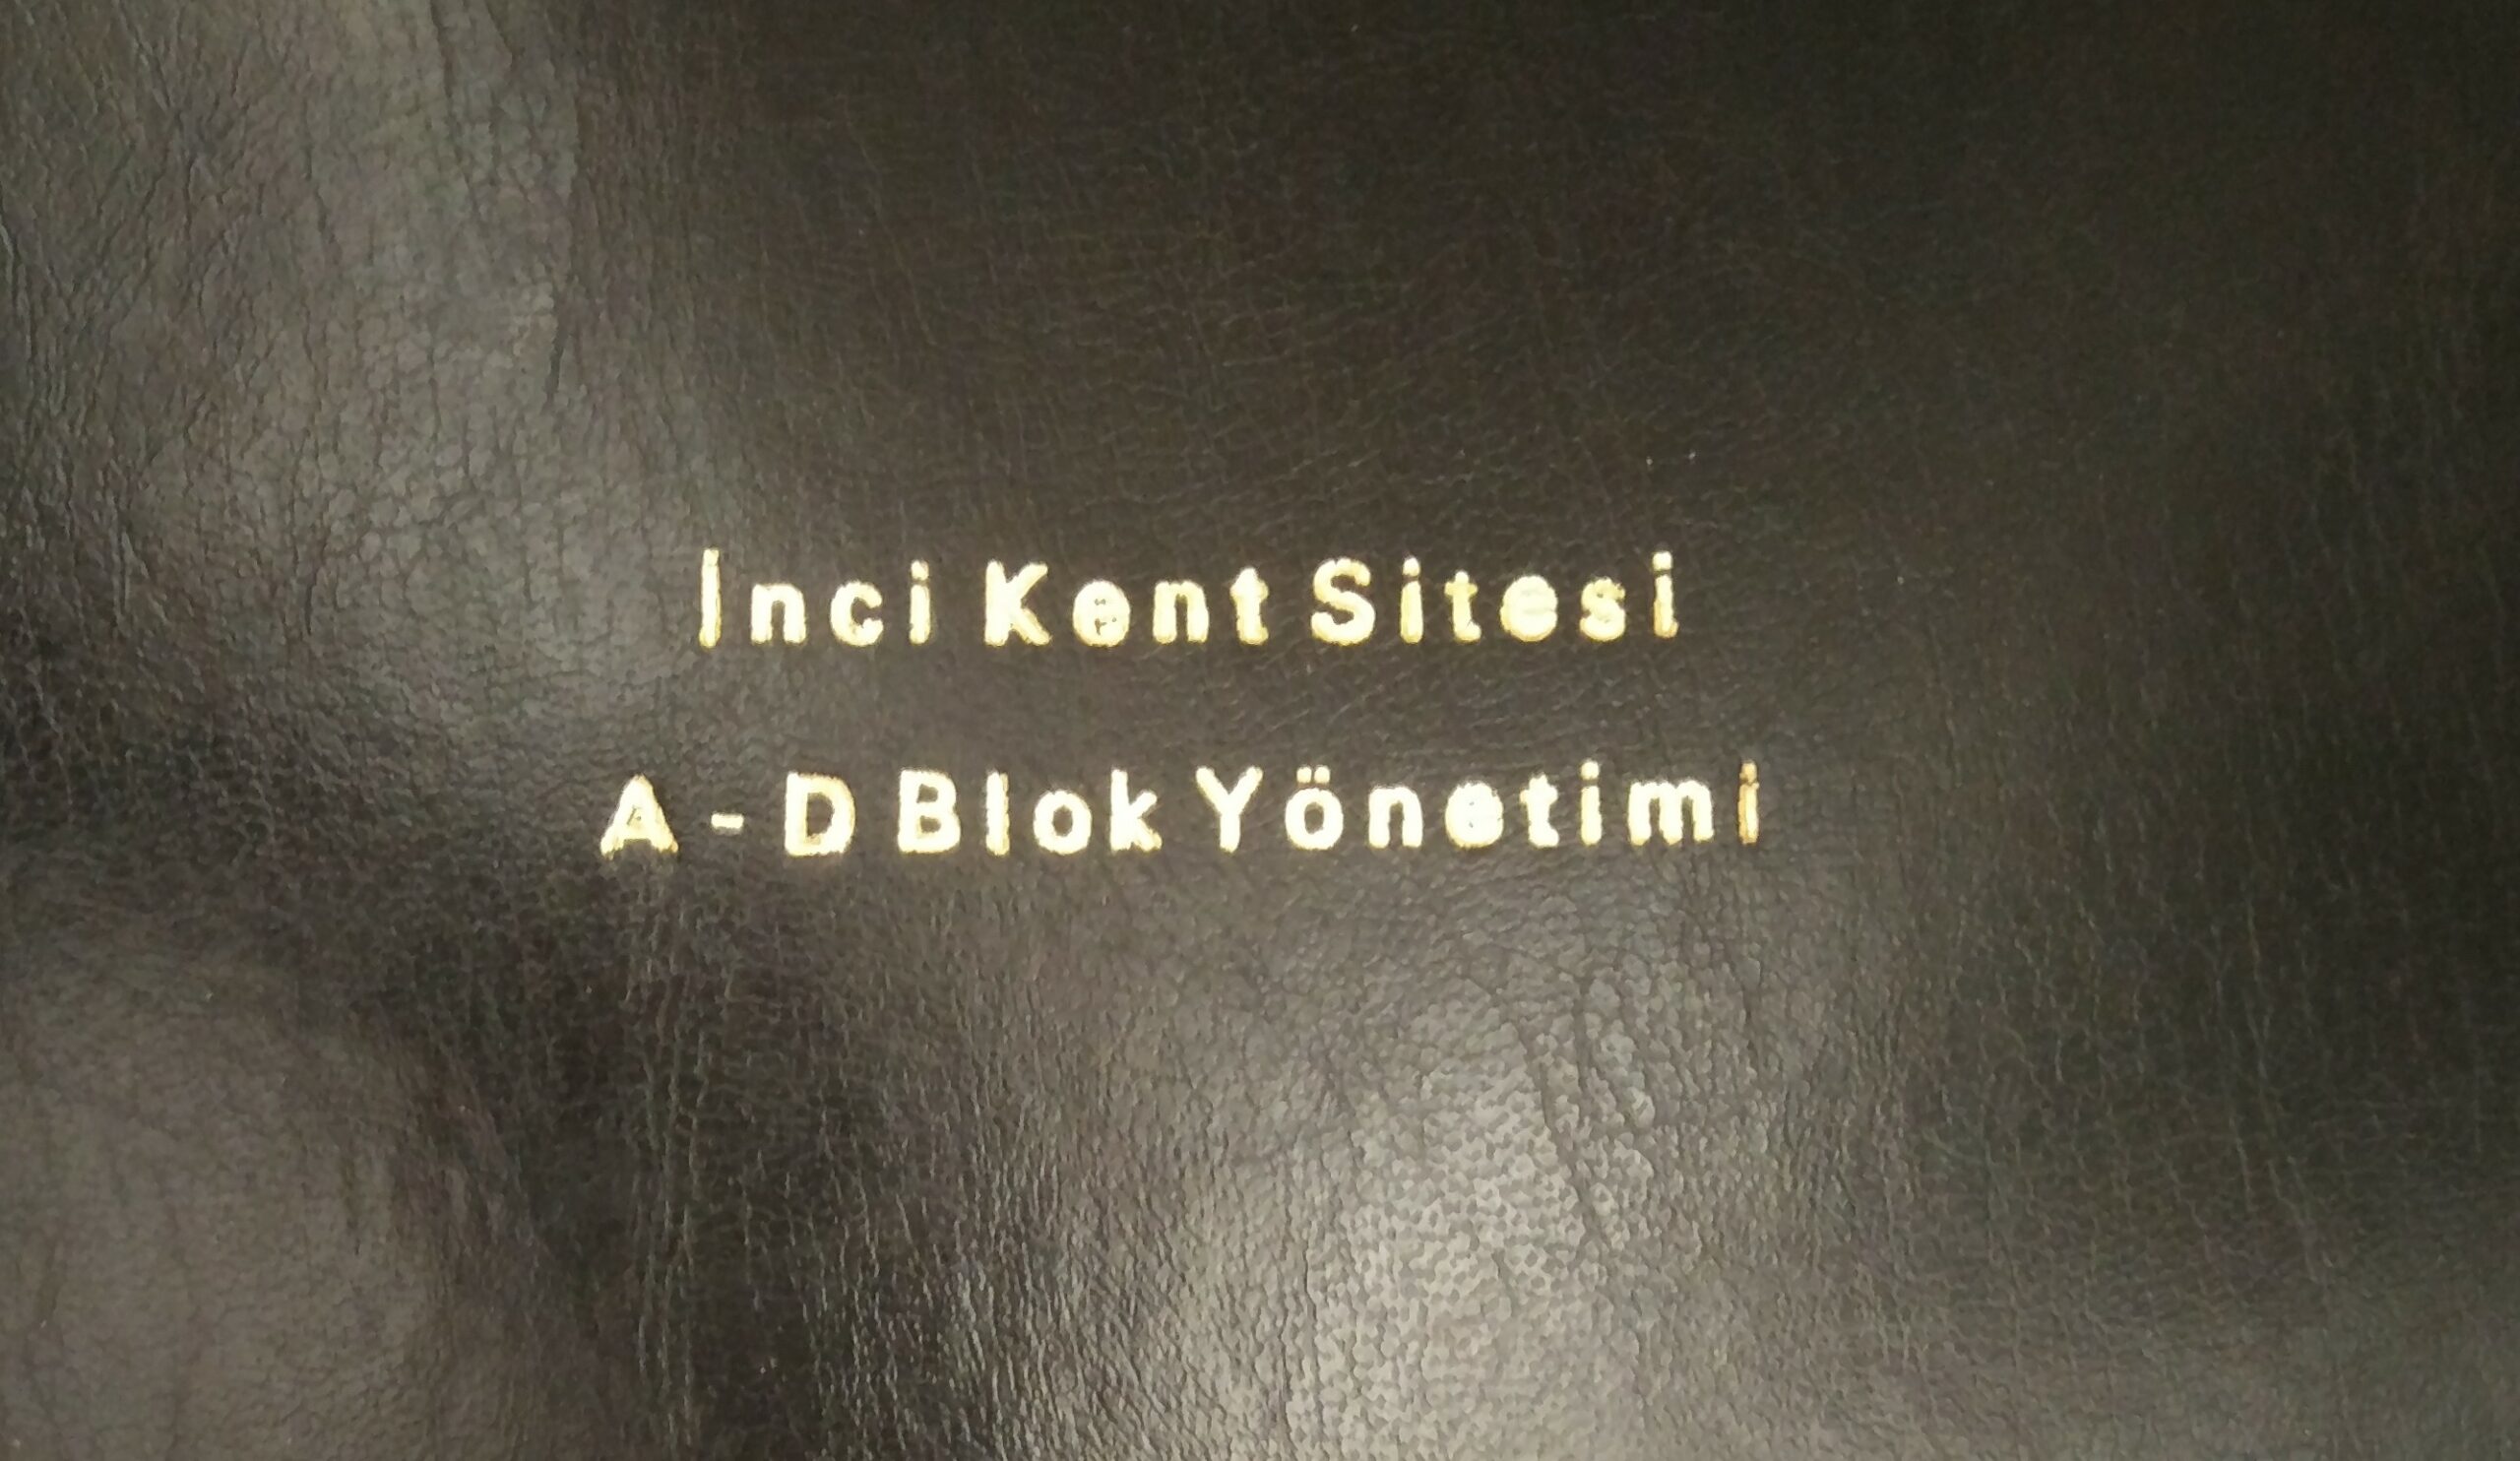 İnci Kent Sitesi
A - D Blok Yönetimi